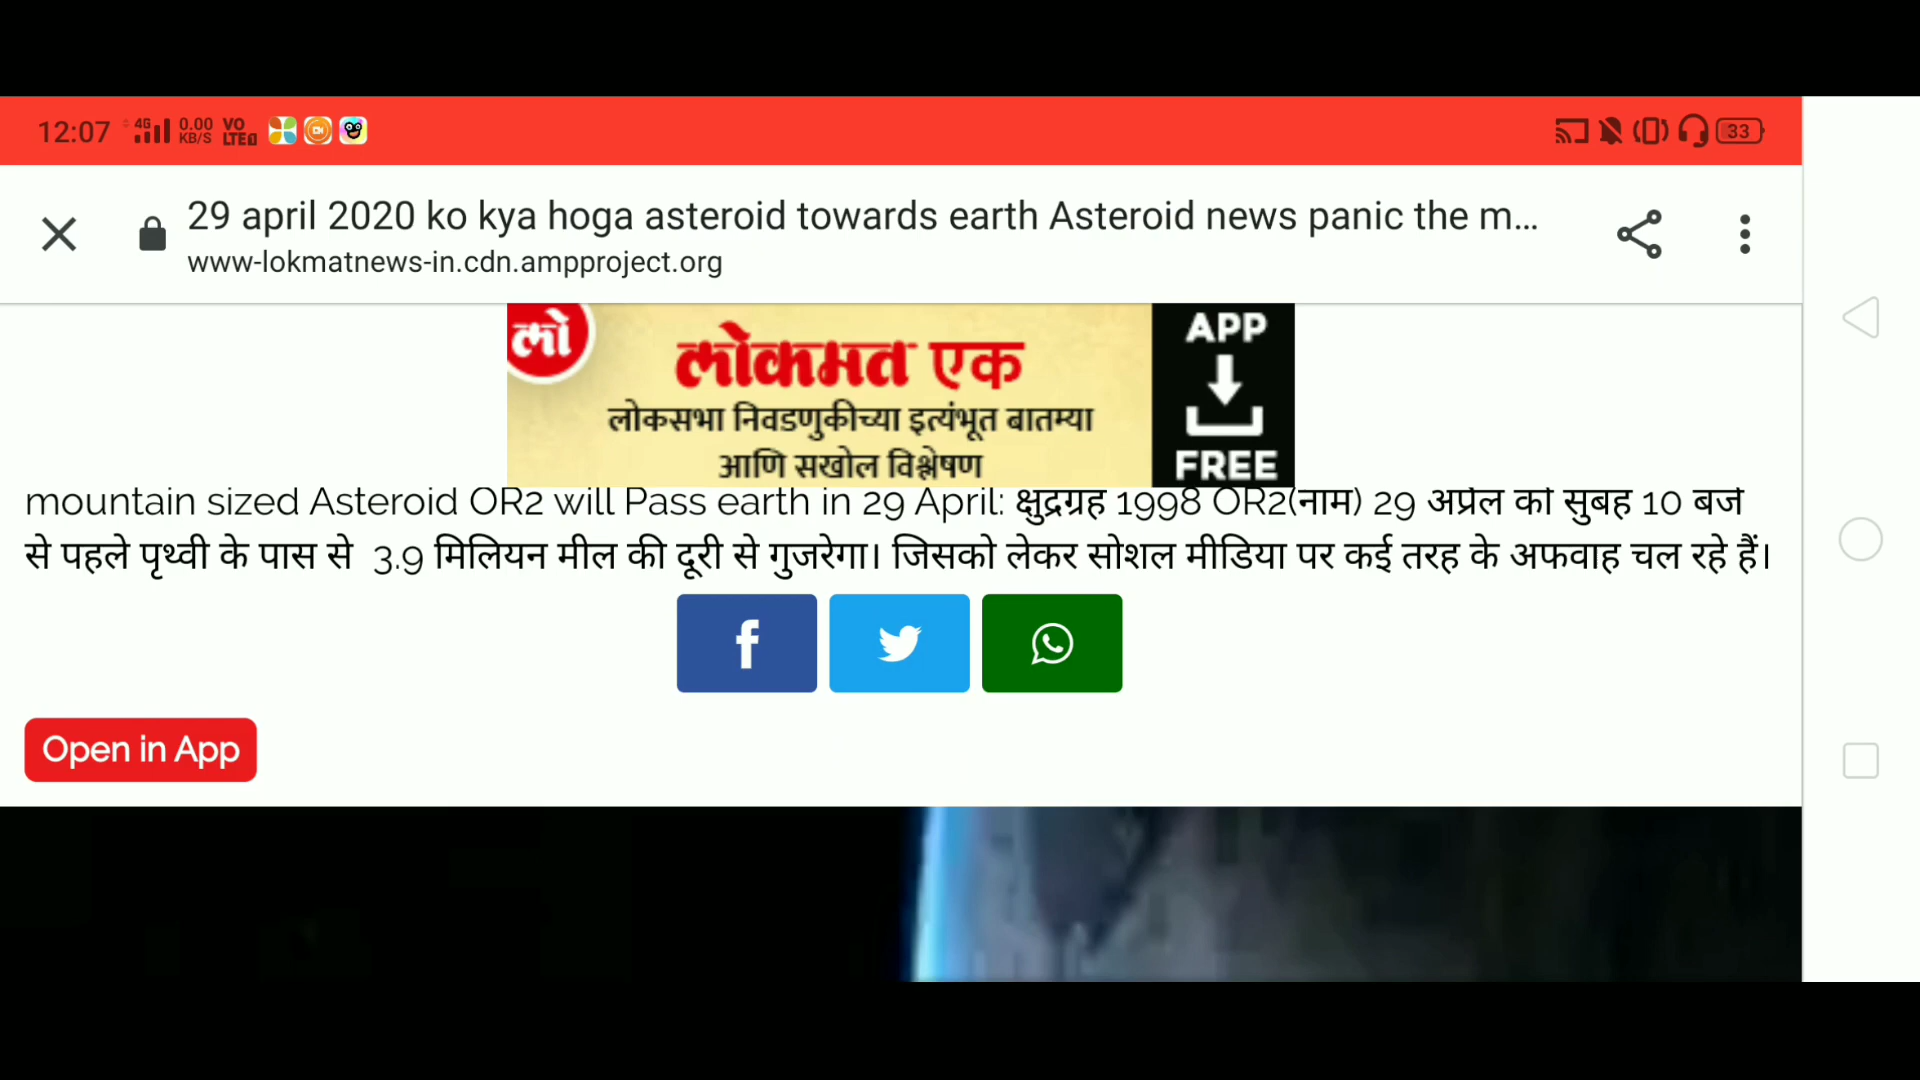 12:07 4G 0.00 KB/S VO LTE 33
29 april 2020 ko kya hoga asteroid towards earth Asteroid news panic the m...
www-lokmatnews-in.cdn.ampproject.org
लो
लोकमत एक
लोकसभा निवडणुकीच्या इत्यंभूत बातम्या
आणि सखोल विश्लेषण
APP
FREE
mountain sized Asteroid OR2 will Pass earth in 29 April: क्षुद्रग्रह 1998 OR2(नाम) 29 अप्रैल को सुबह 10 बजे
से पहले पृथ्वी के पास से 3.9 मिलियन मील की दूरी से गुजरेगा। जिसको लेकर सोशल मीडिया पर कई तरह के अफवाह चल रहे हैं।
Open in App